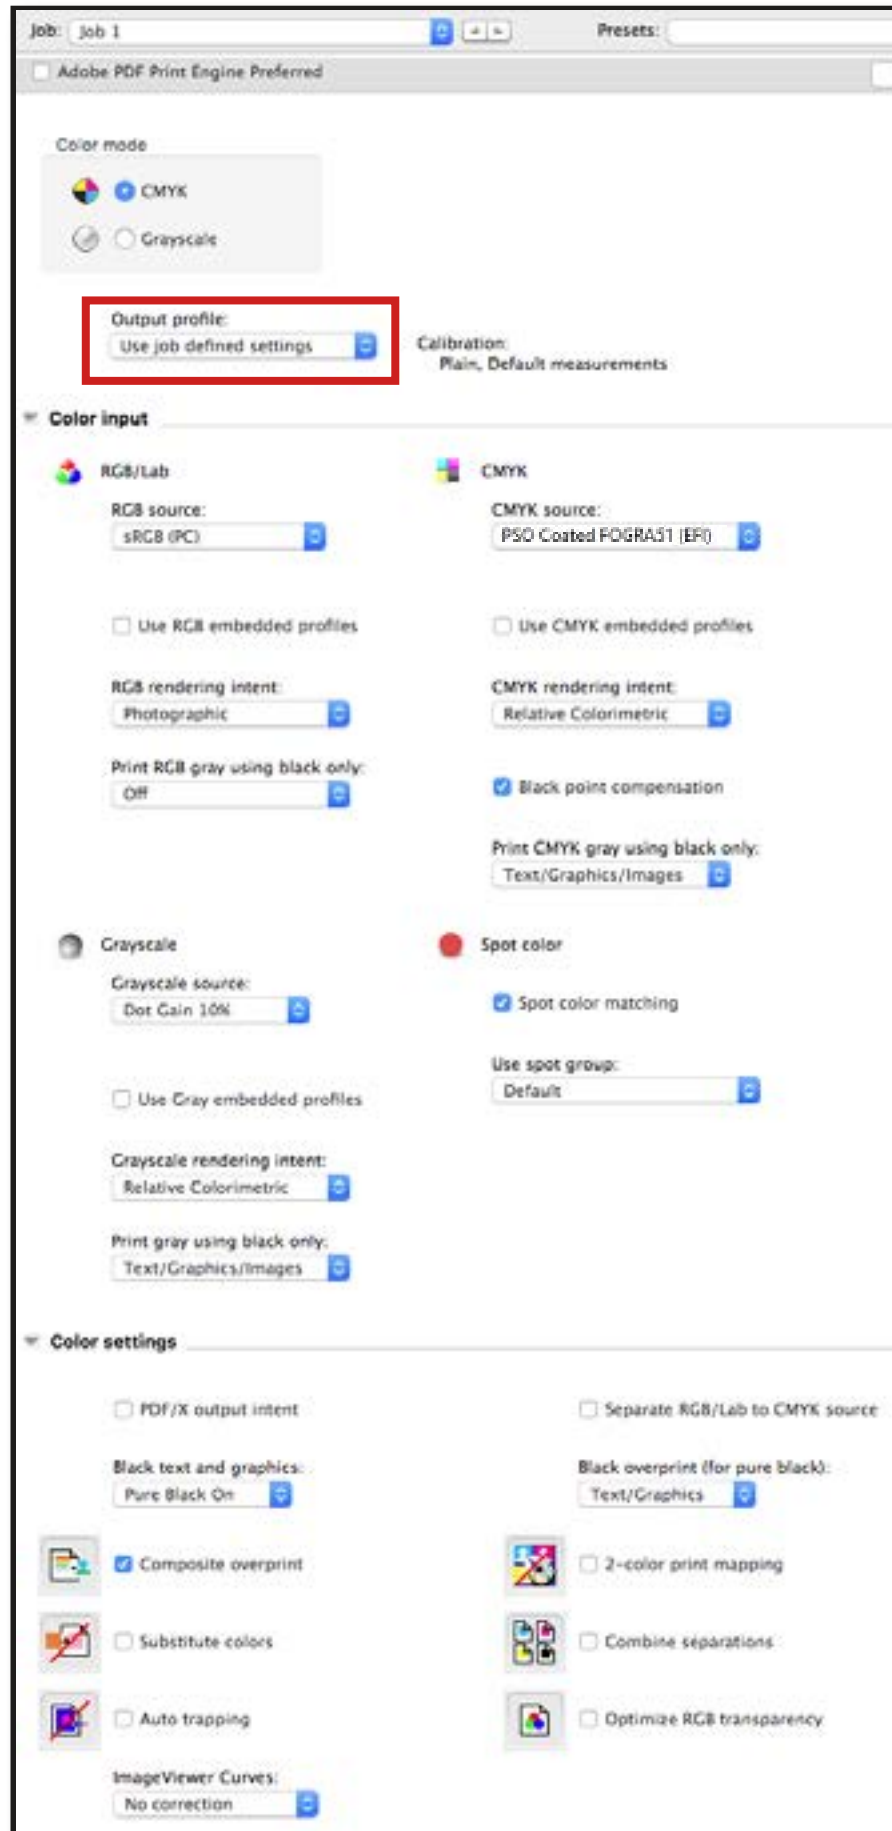 Job: Job 1
Presets:
Adobe PDF Print Engine Preferred
Color mode
CMYK
Grayscale
Output profile:
Use job defined settings
Calibration:
Plain, Default measurements
Color input
RGB/Lab
CMYK
RGB source:
CMYK source:
sRGB (PC)
PSO Coated FOGRA51 (EFI)
Use RGB embedded profiles
Use CMYK embedded profiles
RGB rendering intent:
CMYK rendering intent:
Photographic
Relative Colorimetric
Print RGB gray using black only:
Off
Black point compensation
Print CMYK gray using black only:
Text/Graphics/Images
Grayscale
Spot color
Grayscale source:
Dot Gain 10%
Spot color matching
Use spot group:
Default
Use Gray embedded profiles
Grayscale rendering intent:
Relative Colorimetric
Print gray using black only:
Text/Graphics/Images
Color settings
PDF/X output intent
Separate RGB/Lab to CMYK source
Black text and graphics:
Black overprint (for pure black):
Pure Black On
Text/Graphics
Composite overprint
2-color print mapping
Substitute colors
Combine separations
Auto trapping
Optimize RGB transparency
ImageViewer Curves:
No correction